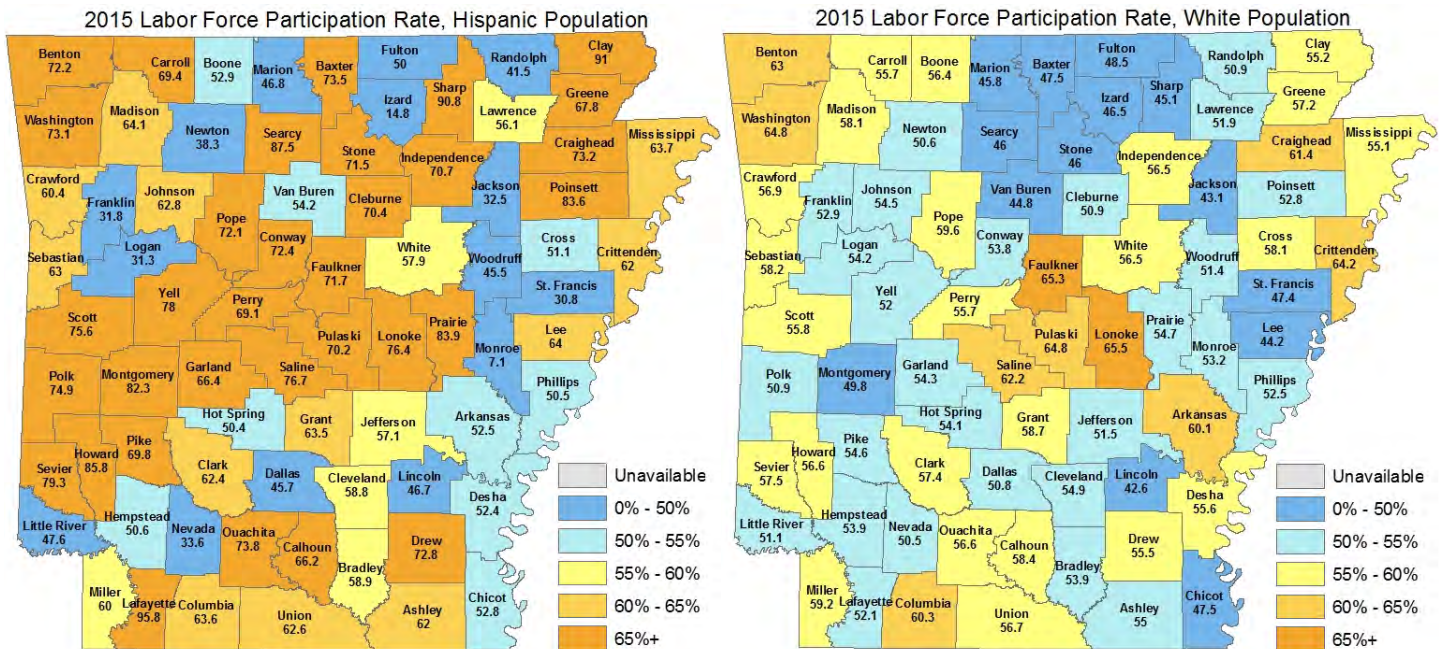 2015 Labor Force Participation Rate, Hispanic Population
Benton
72.2
Carroll
69.4
Boone
52.9
Marion
46.8
Baxter
73.5
Fulton
50
Randolph
41.5
Clay
91
Izard
14.8
Sharp
90.8
Greene
67.8
Lawrence
56.1
Washington
73.1
Madison
64.1
Newton
38.3
Searcy
87.5
Stone
71.5
Independence
70.7
Craighead
73.2
Mississippi
63.7
Crawford
60.4
Franklin
31.8
Johnson
62.8
Van Buren
54.2
Cleburne
70.4
Jackson
32.5
Poinsett
83.6
Pope
72.1
Conway
72.4
White
57.9
Cross
51.1
Crittenden
62
Sebastian
63
Logan
31.3
Faulkner
71.7
Woodruff
45.5
St. Francis
30.8
Scott
75.6
Yell
78
Perry
69.1
Pulaski
70.2
Lonoke
76.4
Prairie
83.9
Monroe
7.1
Lee
64
Polk
74.9
Montgomery
82.3
Garland
66.4
Saline
76.7
Phillips
50.5
Hot Spring
50.4
Grant
63.5
Jefferson
57.1
Arkansas
52.5
Sevier
79.3
Howard
85.8
Pike
69.8
Clark
62.4
Dallas
45.7
Cleveland
58.8
Lincoln
46.7
Desha
52.4
Little River
47.6
Hempstead
50.6
Nevada
33.6
Ouachita
73.8
Calhoun
66.2
Bradley
58.9
Drew
72.8
Chicot
52.8
Miller
60
Lafayette
95.8
Columbia
63.6
Union
62.6
Ashley
62
Unavailable
0% - 50%
50% - 55%
55% - 60%
60% - 65%
65%+
2015 Labor Force Participation Rate, White Population
Benton
63
Carroll
55.7
Boone
56.4
Marion
45.8
Baxter
47.5
Fulton
48.5
Randolph
50.9
Clay
55.2
Izard
46.5
Sharp
45.1
Greene
57.2
Lawrence
51.9
Washington
64.8
Madison
58.1
Newton
50.6
Searcy
46
Stone
46
Independence
56.5
Craighead
61.4
Mississippi
55.1
Crawford
56.9
Franklin
52.9
Johnson
54.5
Van Buren
44.8
Cleburne
50.9
Jackson
43.1
Poinsett
52.8
Pope
59.6
Conway
53.8
White
56.5
Cross
58.1
Crittenden
64.2
Sebastian
58.2
Logan
54.2
Faulkner
65.3
Woodruff
51.4
St. Francis
47.4
Scott
55.8
Yell
52
Perry
55.7
Pulaski
64.8
Lonoke
65.5
Prairie
54.7
Monroe
53.2
Lee
44.2
Polk
50.9
Montgomery
49.8
Garland
54.3
Saline
62.2
Phillips
52.5
Hot Spring
54.1
Grant
58.7
Jefferson
51.5
Arkansas
60.1
Sevier
57.5
Howard
56.6
Pike
54.6
Clark
57.4
Dallas
50.8
Cleveland
54.9
Lincoln
42.6
Desha
55.6
Little River
51.1
Hempstead
53.9
Nevada
50.5
Ouachita
56.6
Calhoun
58.4
Bradley
53.9
Drew
55.5
Chicot
47.5
Miller
59.2
Lafayette
52.1
Columbia
60.3
Union
56.7
Ashley
55
Unavailable
0% - 50%
50% - 55%
55% - 60%
60% - 65%
65%+